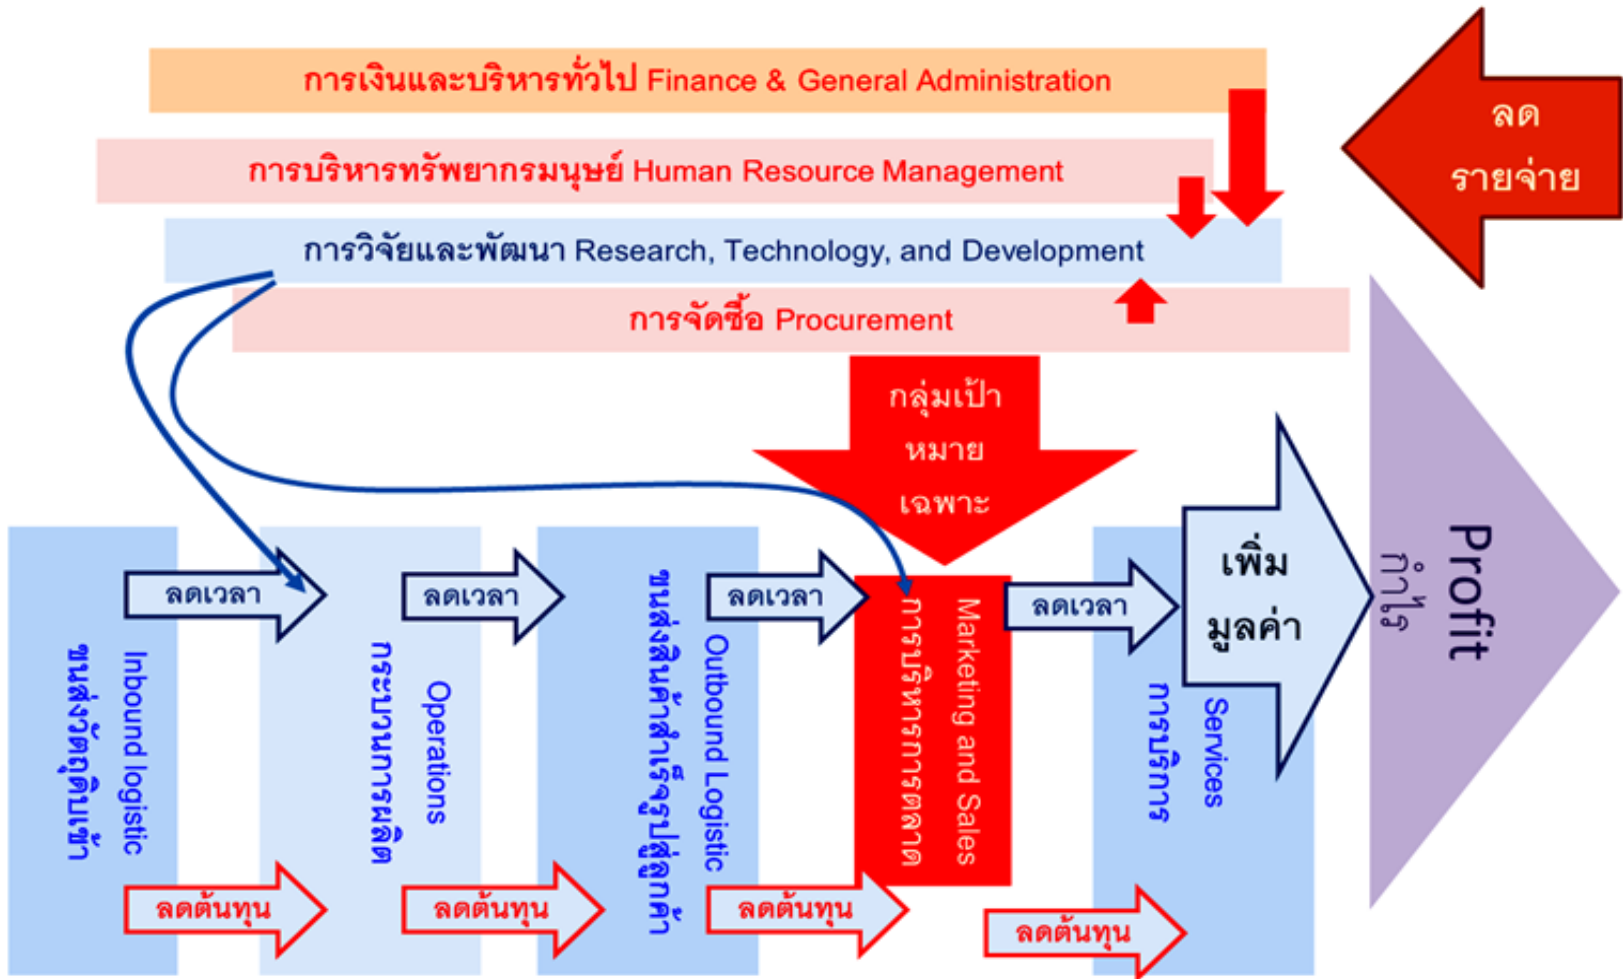 การเงินและบริหารทั่วไป Finance & General Administration
ลด
รายจ่าย
การบริหารทรัพยากรมนุษย์ Human Resource Management
การวิจัยและพัฒนา Research, Technology, and Development
การจัดซื้อ Procurement
กลุ่มเป้า
หมาย
เฉพาะ
ลดเวลา
ลดเวลา
ลดเวลา
ลดเวลา
เพิ่ม
มูลค่า
Profit
กำไร
Inbound logistic
ขนส่งวัตถุดิบเข้า
Operations
กระบวนการผลิต
Outbound Logistic
ขนส่งสินค้าสำเร็จรูปสู่ลูกค้า
Marketing and Sales
การบริหารการตลาด
Services
การบริการ
ลดต้นทุน
ลดต้นทุน
ลดต้นทุน
ลดต้นทุน